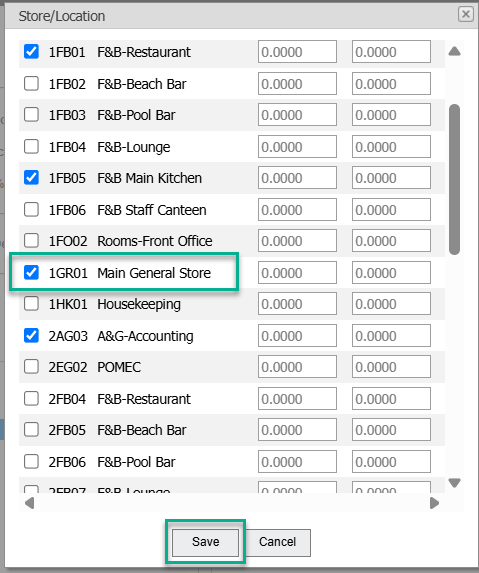 Store/Location
1FB01 F&B-Restaurant 0.0000 0.0000
1FB02 F&B-Beach Bar 0.0000 0.0000
1FB03 F&B-Pool Bar 0.0000 0.0000
1FB04 F&B-Lounge 0.0000 0.0000
1FB05 F&B Main Kitchen 0.0000 0.0000
1FB06 F&B Staff Canteen 0.0000 0.0000
1FO02 Rooms-Front Office 0.0000 0.0000
1GR01 Main General Store 0.0000 0.0000
1HK01 Housekeeping 0.0000 0.0000
2AG03 A&G-Accounting 0.0000 0.0000
2EG02 POMEC 0.0000 0.0000
2FB04 F&B-Restaurant 0.0000 0.0000
2FB05 F&B-Beach Bar 0.0000 0.0000
2FB06 F&B-Pool Bar 0.0000 0.0000
2FB07 F&B-Lounge 0.0000 0.0000
Save Cancel